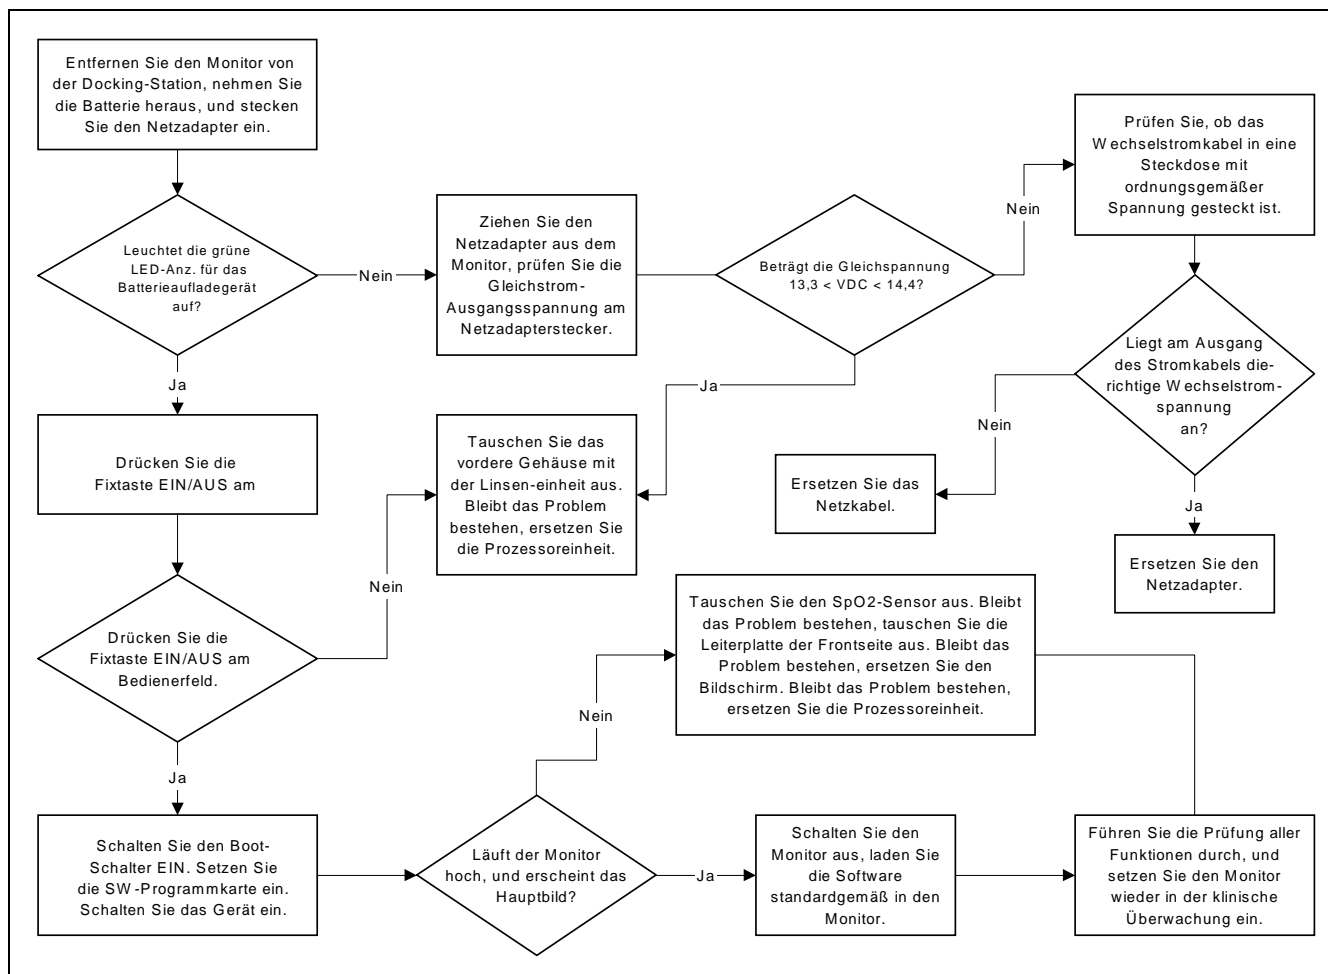 Entfernen Sie den Monitor von
der Docking-Station, nehmen Sie
die Batterie heraus, und stecken
Sie den Netzadapter ein.
Leuchtet die grüne
LED-Anz. für das
Batterieaufladegerät
auf?
Nein
Ziehen Sie den
Netzadapter aus dem
Monitor, prüfen Sie die
Gleichstrom-
Ausgangsspannung am
Netzadapterstecker.
Beträgt die Gleichspannung
13,3 < VDC < 14,4?
Nein
Prüfen Sie, ob das
Wechselstromkabel in eine
Steckdose mit
ordnungsgemäßer
Spannung gesteckt ist.
Liegt am Ausgang
des Stromkabels die-
richtige Wechselstrom-
spannung
an?
Nein
Ersetzen Sie das
Netzkabel.
Ja
Ersetzen Sie den
Netzadapter.
Ja
Tauschen Sie das
vordere Gehäuse mit
der Linsen-einheit aus.
Bleibt das Problem
bestehen, ersetzen Sie
die Prozessoreinheit.
Ja
Drücken Sie die
Fixtaste EIN/AUS am
Nein
Drücken Sie die
Fixtaste EIN/AUS am
Bedienerfeld.
Ja
Schalten Sie den Boot-
Schalter EIN. Setzen Sie
die SW-Programmkarte ein.
Schalten Sie das Gerät ein.
Läuft der Monitor
hoch, und erscheint das
Hauptbild?
Nein
Tauschen Sie den SpO2-Sensor aus. Bleibt
das Problem bestehen, tauschen Sie die
Leiterplatte der Frontseite aus. Bleibt das
Problem bestehen, ersetzen Sie den
Bildschirm. Bleibt das Problem bestehen,
ersetzen Sie die Prozessoreinheit.
Ja
Schalten Sie den
Monitor aus, laden Sie
die Software
standardgemäß in den
Monitor.
Führen Sie die Prüfung aller
Funktionen durch, und
setzen Sie den Monitor
wieder in der klinische
Überwachung ein.